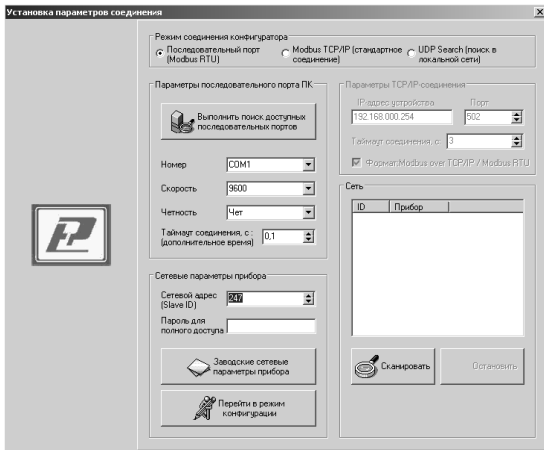 Установка параметров соединения
Режим соединения конфигуратора
Последовательный порт
(Modbus RTU)
Modbus TCP/IP (стандартное
соединение)
UDP Search (поиск в
локальной сети)
Параметры последовательного порта ПК
Выполнить поиск доступных
последовательных портов
Номер
COM1
Скорость
9600
Четность
Чет
Таймаут соединения, с :
(дополнительное время)
0,1
Сетевые параметры прибора
Сетевой адрес
(Slave ID)
247
Пароль для
полного доступа
Заводские сетевые
параметры прибора
Перейти в режим
конфигурации
Параметры TCP/IP-соединения
IP-адрес устройства
Порт
192.168.000.254
502
Таймаут соединения, с:
3
Формат Modbus over TCP/IP / Modbus RTU
Сеть
ID
Прибор
Сканировать
Остановить